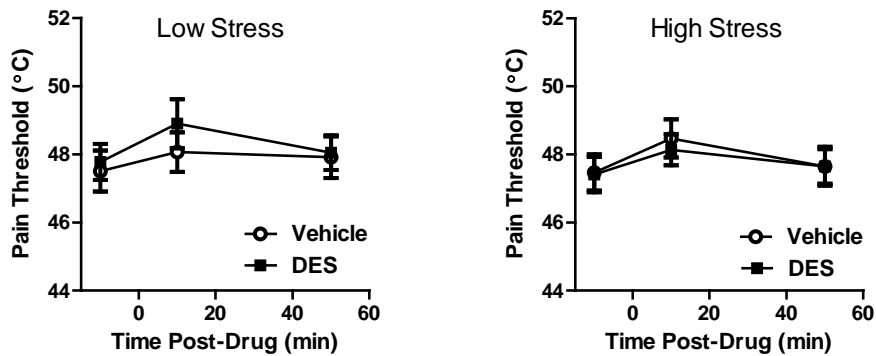 Low Stress
52
50
48
46
44
Pain Threshold (°C)
Vehicle
DES
0 20 40 60
Time Post-Drug (min)
High Stress
52
50
48
46
44
Pain Threshold (°C)
Vehicle
DES
0 20 40 60
Time Post-Drug (min)